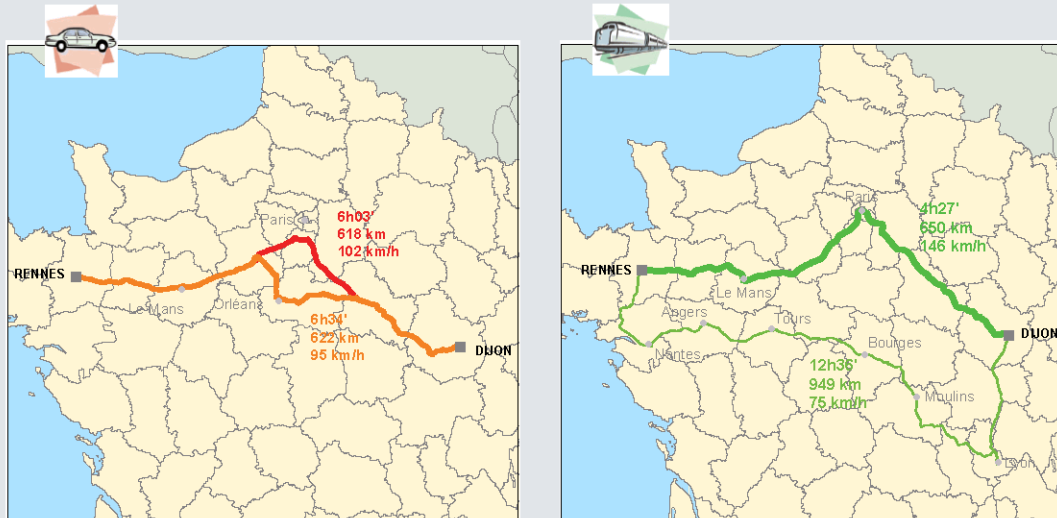 Paris
6h03'
618 km
102 km/h
RENNES
Le Mans
Orléans
6h34'
622 km
95 km/h
DIJON
Paris
4h27'
650 km
146 km/h
RENNES
Le Mans
Angers
Tours
DIJON
Nantes
Bourges
12h36'
949 km
75 km/h
Moulins
Lyon